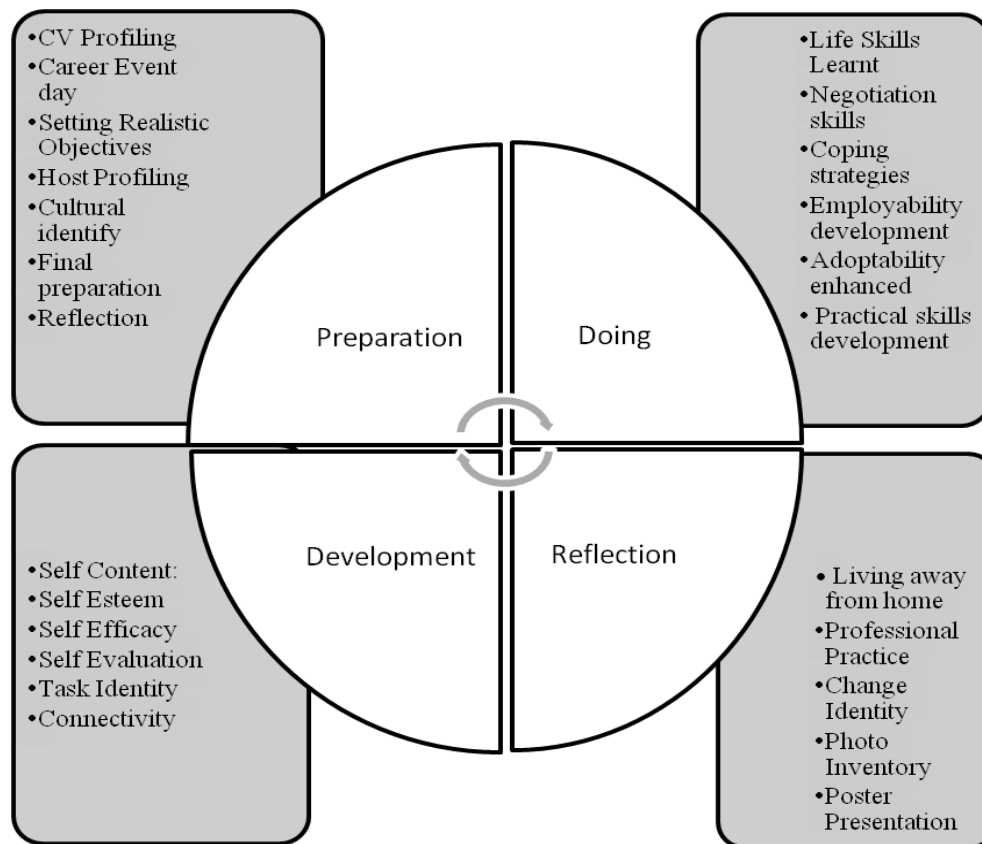 •CV Profiling
•Career Event
day
•Setting Realistic
Objectives
•Host Profiling
•Cultural
identify
•Final
preparation
•Reflection
•Life Skills
Learnt
•Negotiation
skills
•Coping
strategies
•Employability
development
•Adoptability
enhanced
• Practical skills
development
Preparation
Doing
Development
Reflection
•Self Content:
•Self Esteem
•Self Efficacy
•Self Evaluation
•Task Identity
•Connectivity
• Living away
from home
•Professional
Practice
•Change
Identity
•Photo
Inventory
•Poster
Presentation